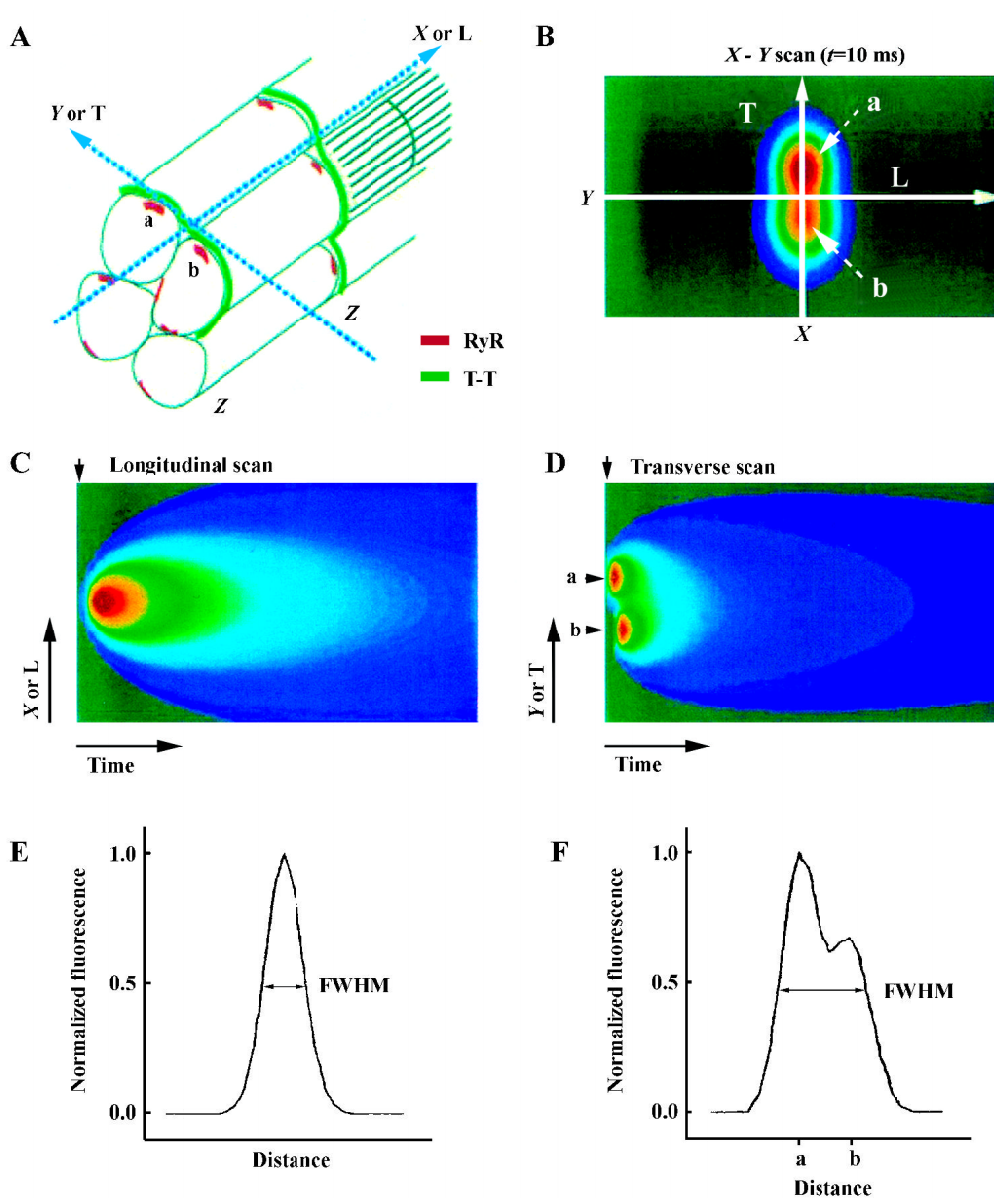 A
X or L
Y or T
a
b
Z
Z
RyR
T-T
B
X - Y scan (t=10 ms)
T
a
L
Y
b
X
C
Longitudinal scan
X or L
Time
D
Transverse scan
a
b
Y or T
Time
E
1.0
0.5
0.0
Normalized fluorescence
FWHM
Distance
F
1.0
0.5
0.0
Normalized fluorescence
FWHM
a b
Distance